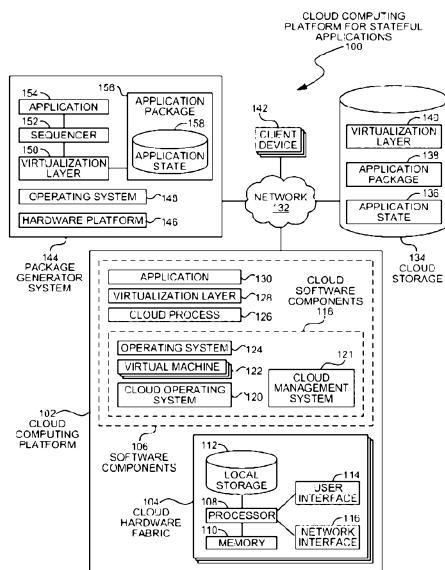 CLOUD COMPUTING
PLATFORM FOR STATEFUL
APPLICATIONS
100
154
APPLICATION
152
SEQUENCER
150
VIRTUALIZATION
LAYER
OPERATING SYSTEM
148
HARDWARE PLATFORM
146
156
APPLICATION
PACKAGE
158
APPLICATION
STATE
144
PACKAGE
GENERATOR
SYSTEM
142
CLIENT
DEVICE
NETWORK
132
140
VIRTUALIZATION
LAYER
138
APPLICATION
PACKAGE
136
APPLICATION
STATE
134
CLOUD
STORAGE
APPLICATION
130
VIRTUALIZATION LAYER
128
CLOUD PROCESS
126
CLOUD
SOFTWARE
COMPONENTS
118
OPERATING SYSTEM
124
VIRTUAL MACHINE
122
CLOUD OPERATING
SYSTEM
120
121
CLOUD
MANAGEMENT
SYSTEM
102
CLOUD
COMPUTING
PLATFORM
106
SOFTWARE
COMPONENTS
104
CLOUD
HARDWARE
FABRIC
112
LOCAL
STORAGE
108
PROCESSOR
110
MEMORY
114
USER
INTERFACE
116
NETWORK
INTERFACE